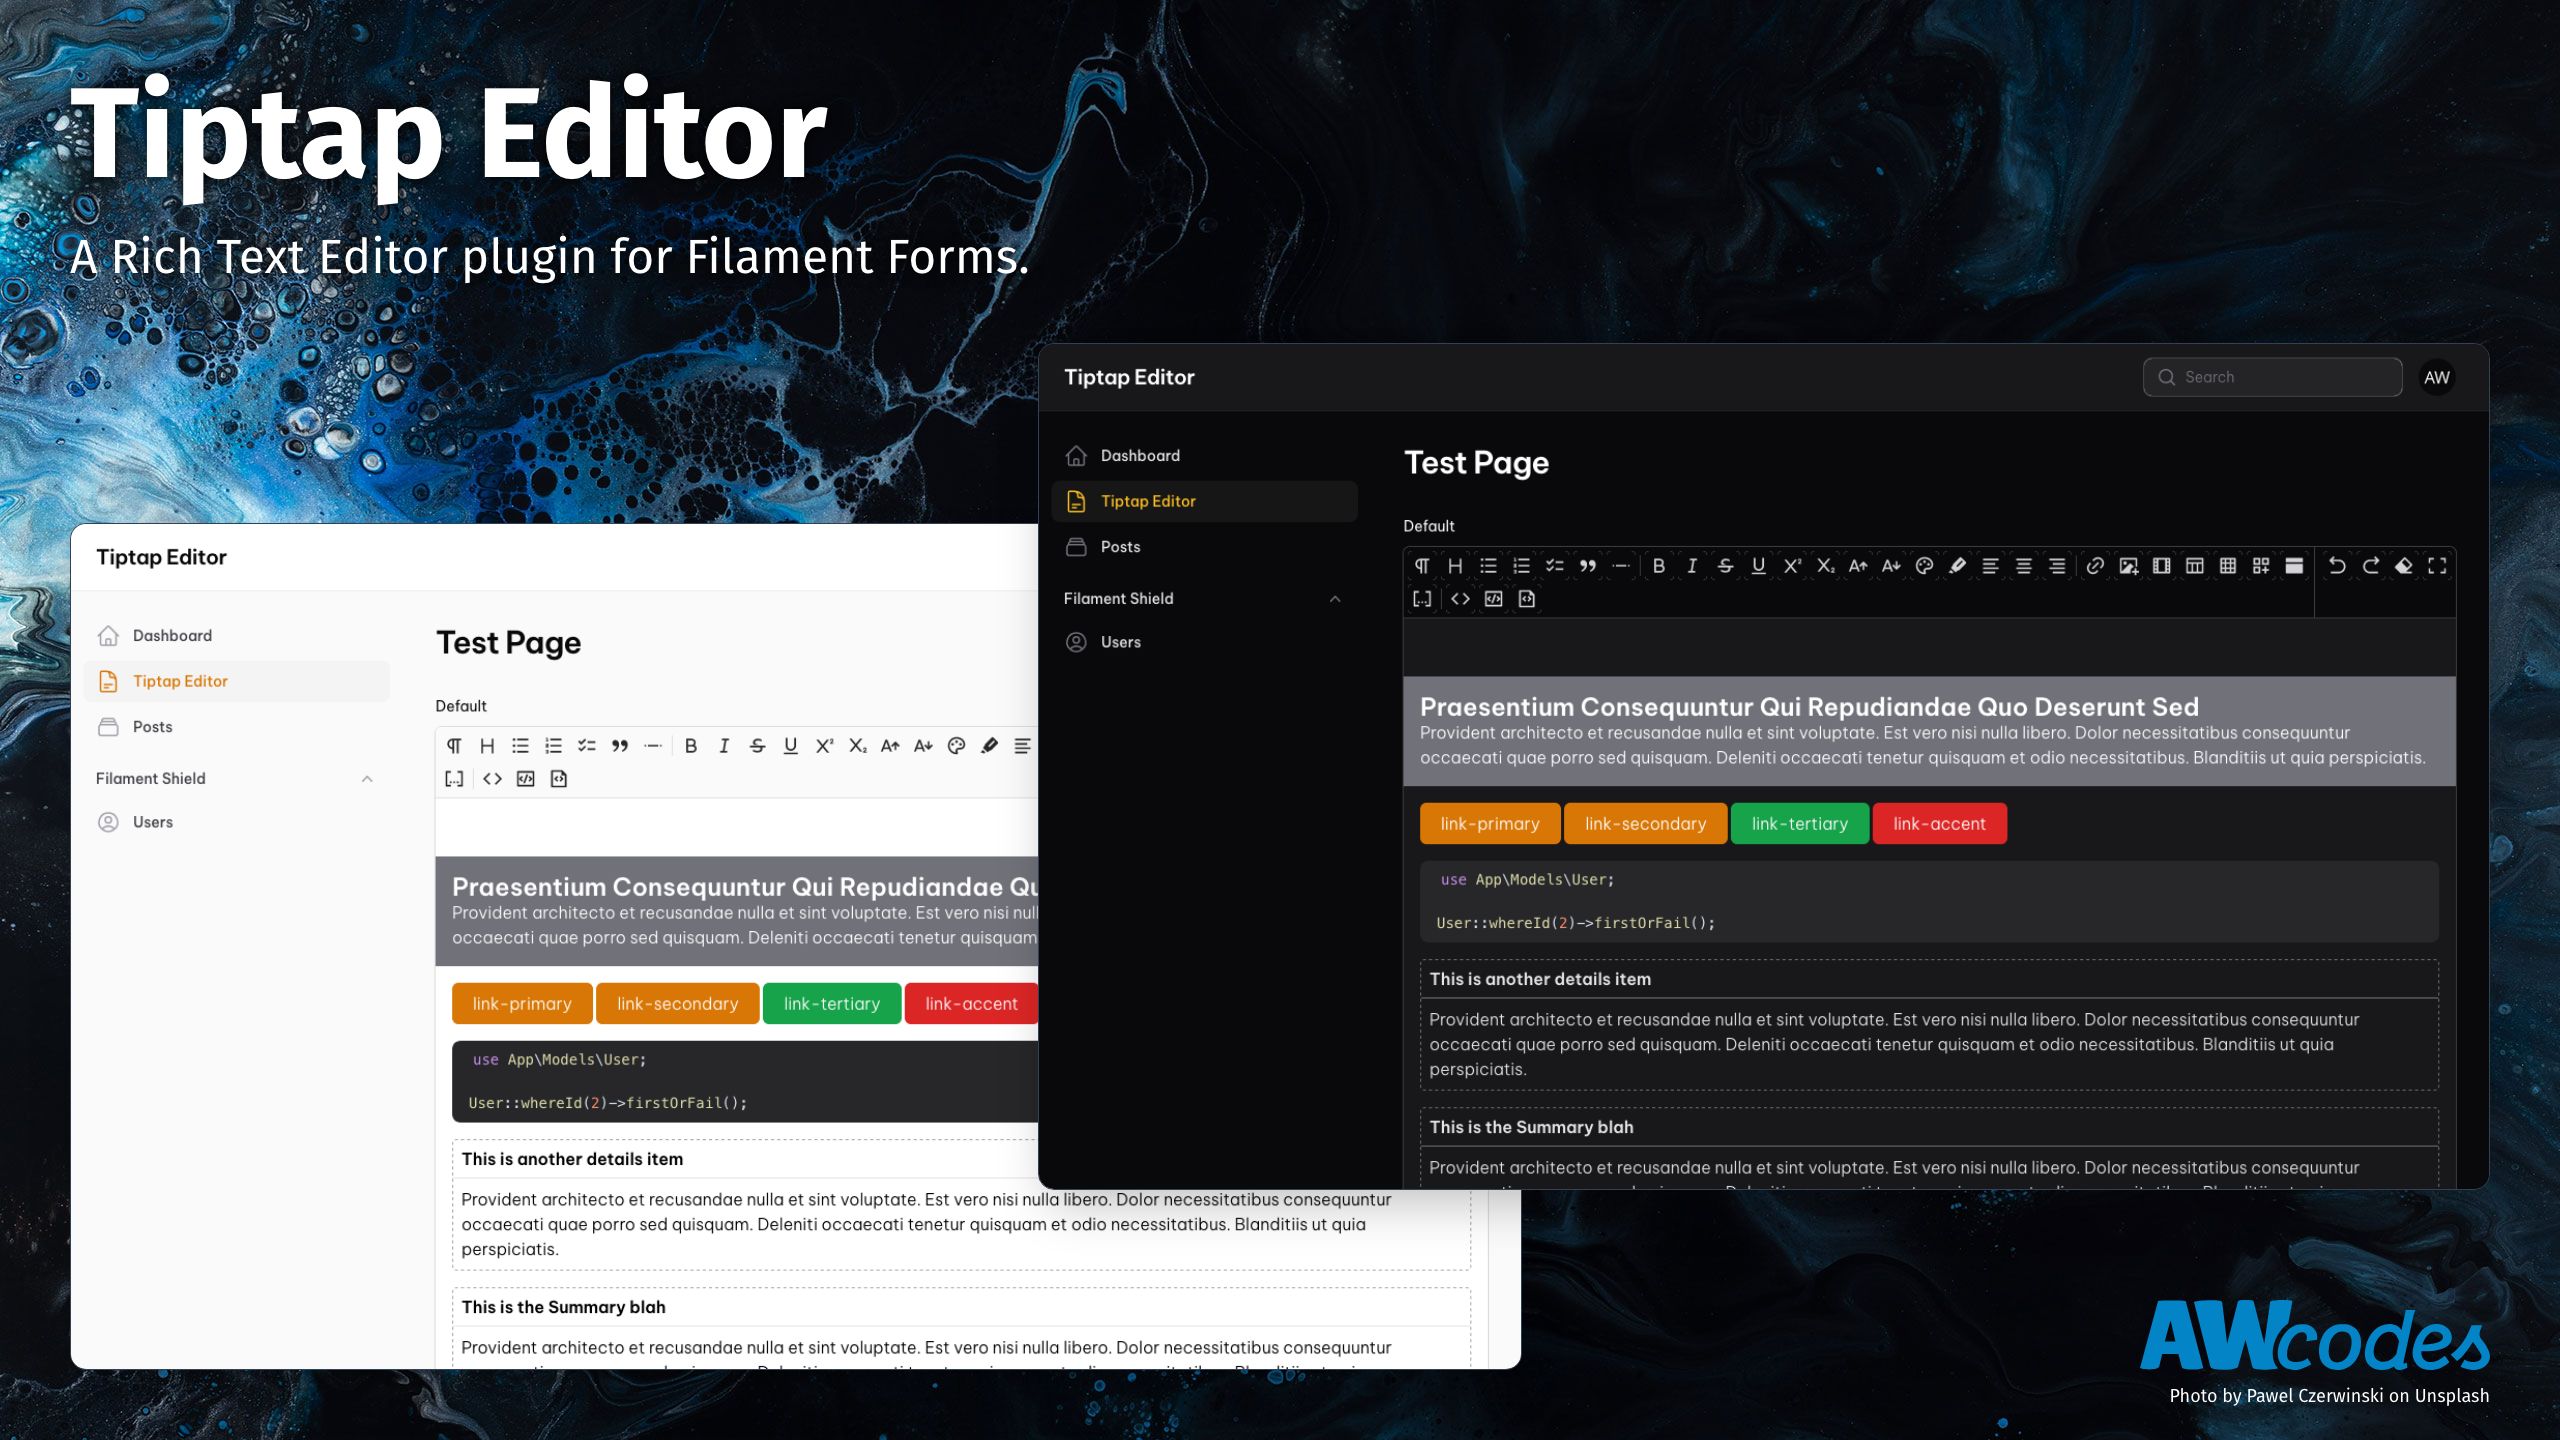 Tiptap Editor
A Rich Text Editor plugin for Filament Forms.
Tiptap Editor
Dashboard
Tiptap Editor
Posts
Filament Shield
Users
Test Page
Default
Praesentium Consequuntur Qui Repudiandae
Provident architecto et recusandae nulla et sint voluptate. Est vero nisi
occaecati quae porro sed quisquam. Deleniti occaecati tenetur quisquam
link-primary link-secondary link-tertiary link-accent
use App\Models\User;
User::whereId(2)->firstOrFail();
This is another details item
Provident architecto et recusandae nulla et sint voluptate. Est vero nisi nulla libero. Dolor necessitatibus consequuntur
occaecati quae porro sed quisquam. Deleniti occaecati tenetur quisquam et odio necessitatibus. Blanditiis ut quia
perspiciatis.
This is the Summary blah
Provident architecto et recusandae nulla et sint voluptate. Est vero nisi nulla libero. Dolor necessitatibus consequuntur
Tiptap Editor
Search
AW
Dashboard
Tiptap Editor
Posts
Filament Shield
Users
Test Page
Default
Praesentium Consequuntur Qui Repudiandae Quo Deserunt Sed
Provident architecto et recusandae nulla et sint voluptate. Est vero nisi nulla libero. Dolor necessitatibus consequuntur
occaecati quae porro sed quisquam. Deleniti occaecati tenetur quisquam et odio necessitatibus. Blanditiis ut quia perspiciatis.
link-primary link-secondary link-tertiary link-accent
use App\Models\User;
User::whereId(2)->firstOrFail();
This is another details item
Provident architecto et recusandae nulla et sint voluptate. Est vero nisi nulla libero. Dolor necessitatibus consequuntur
occaecati quae porro sed quisquam. Deleniti occaecati tenetur quisquam et odio necessitatibus. Blanditiis ut quia
perspiciatis.
This is the Summary blah
Provident architecto et recusandae nulla et sint voluptate. Est vero nisi nulla libero. Dolor necessitatibus consequuntur
AWcodes
Photo by Pawel Czerwinski on Unsplash